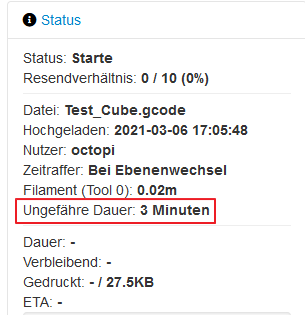 Status
Status: Starte
Resendverhältnis: 0 / 10 (0%)
Datei: Test_Cube.gcode
Hochgeladen: 2021-03-06 17:05:48
Nutzer: octopi
Zeitraffer: Bei Ebenenwechsel
Filament (Tool 0): 0.02m
Ungefähre Dauer: 3 Minuten
Dauer: -
Verbleibend: -
Gedruckt: - / 27.5KB
ETA: -